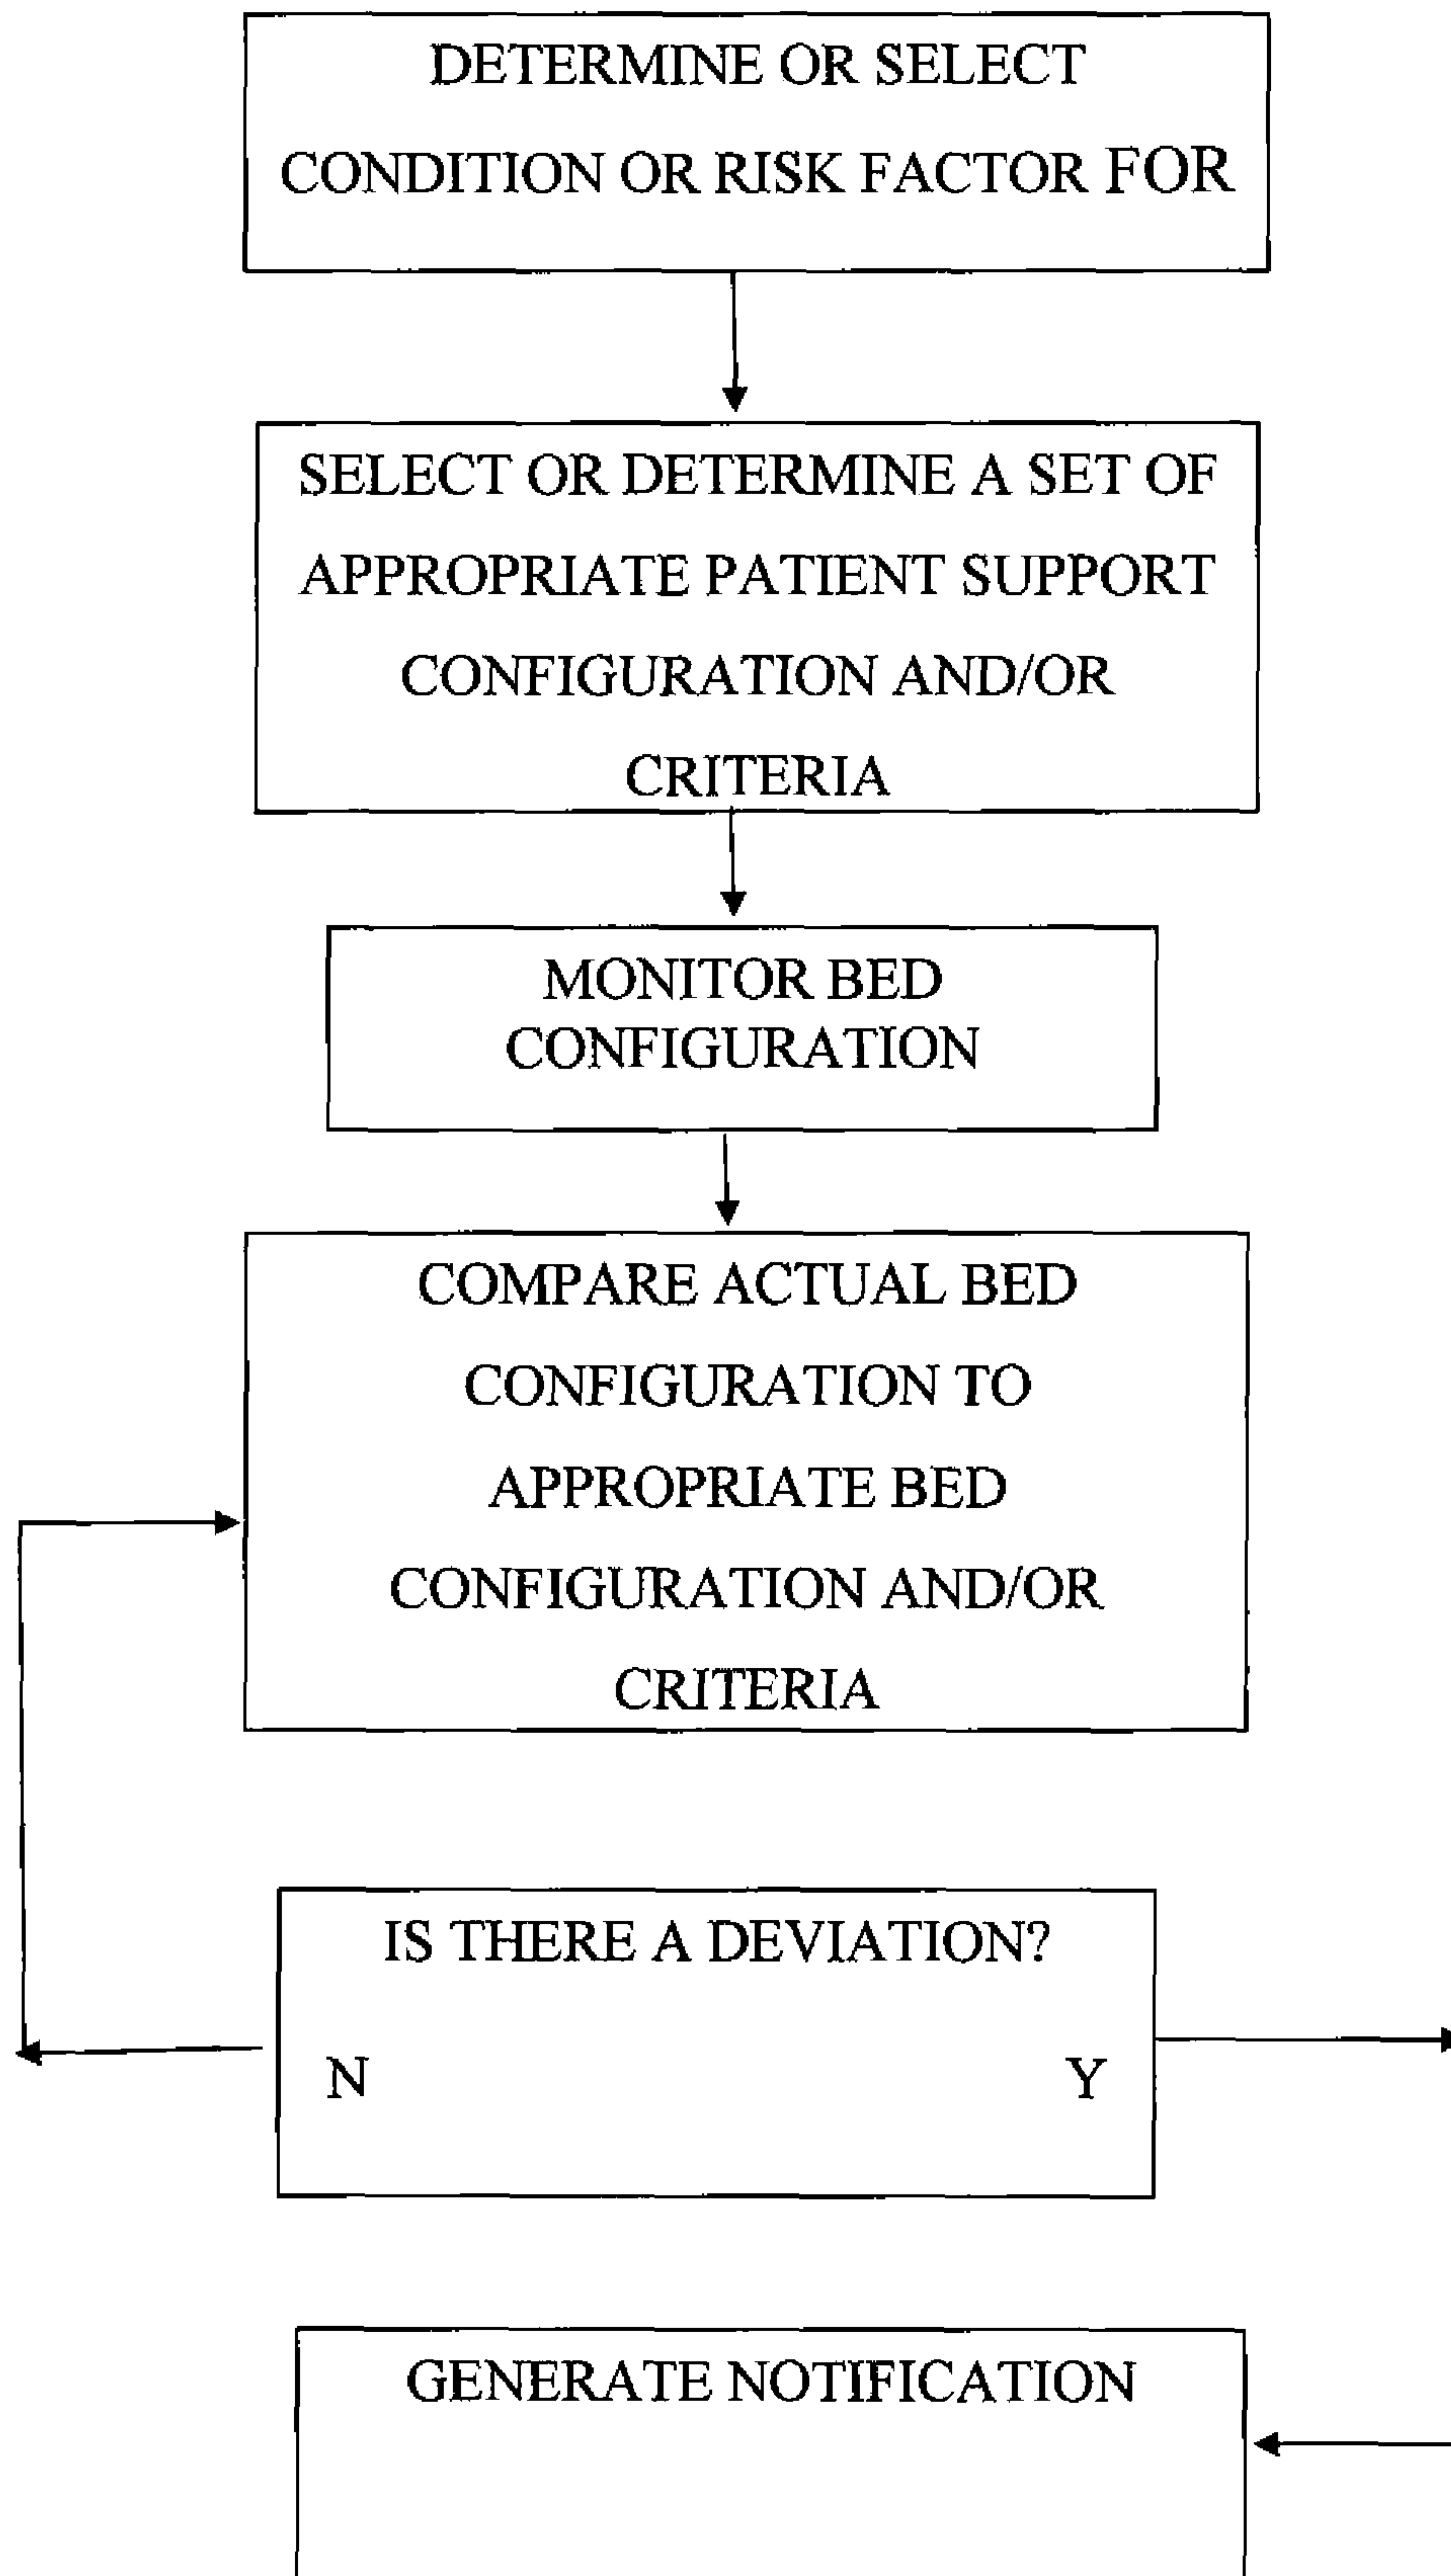 DETERMINE OR SELECT
CONDITION OR RISK FACTOR FOR
SELECT OR DETERMINE A SET OF
APPROPRIATE PATIENT SUPPORT
CONFIGURATION AND/OR
CRITERIA
MONITOR BED
CONFIGURATION
COMPARE ACTUAL BED
CONFIGURATION TO
APPROPRIATE BED
CONFIGURATION AND/OR
CRITERIA
IS THERE A DEVIATION?
N Y
GENERATE NOTIFICATION